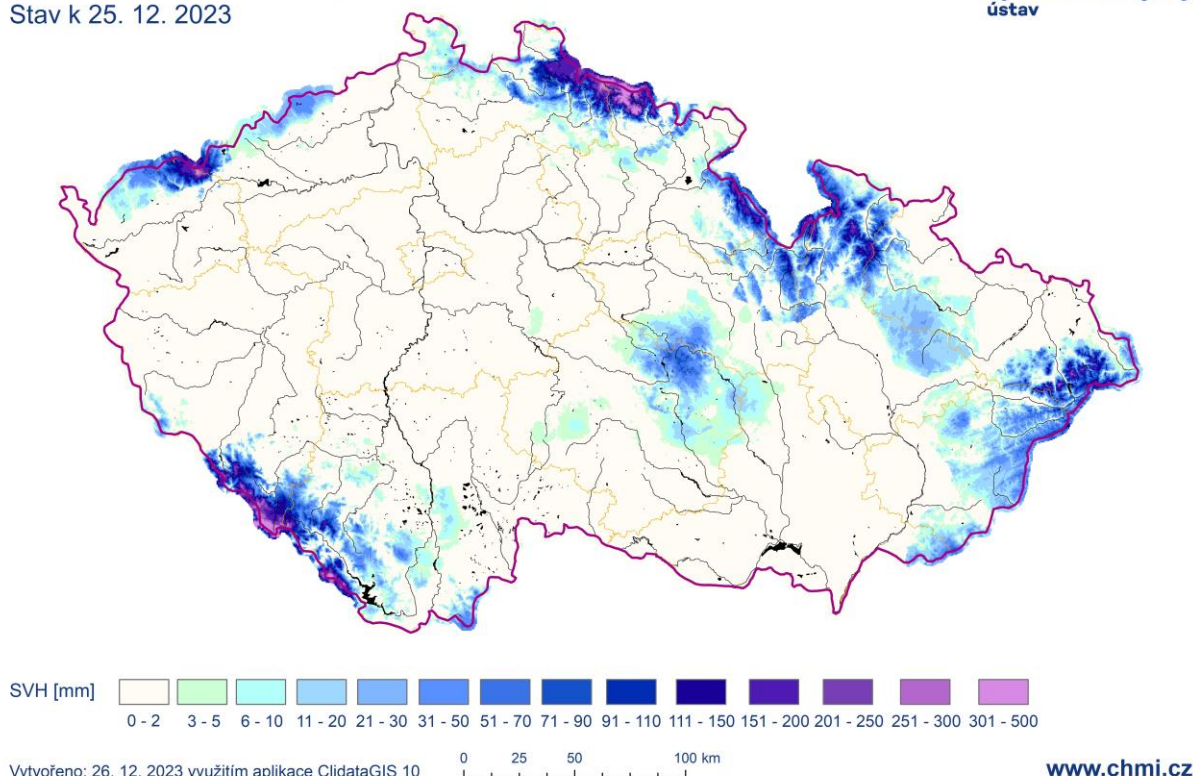 Stav k 25. 12. 2023
ústav
SVH [mm]
0 - 2 3 - 5 6 - 10 11 - 20 21 - 30 31 - 50 51 - 70 71 - 90 91 - 110 111 - 150 151 - 200 201 - 250 251 - 300 301 - 500
0 25 50 100 km
Vytvořeno: 26. 12. 2023 využitím aplikace ClidataGIS 10
www.chmi.cz